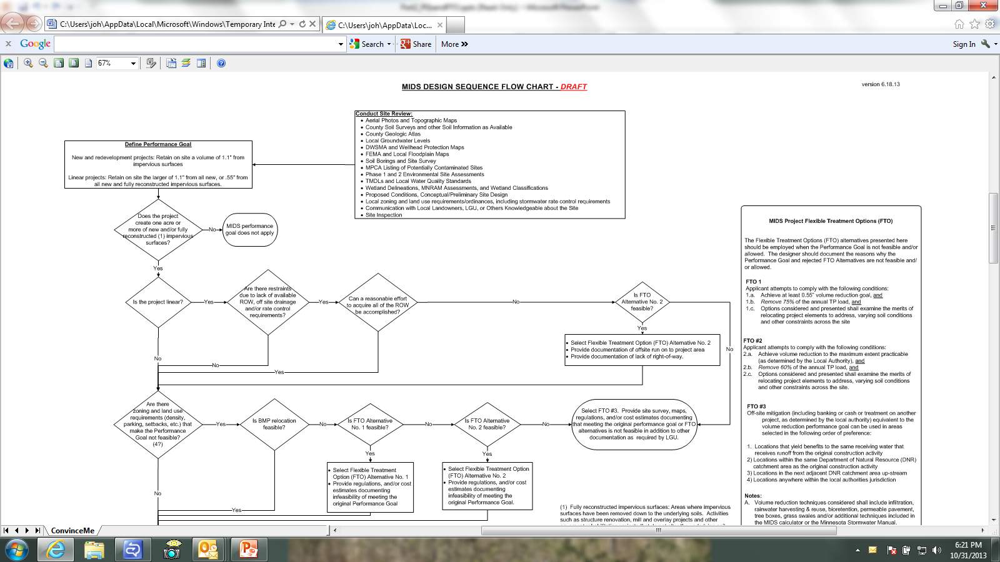 C:\Users\joh\AppData\Local\Microsoft\Windows\Temporary Inte
C:\Users\joh\AppData\Loc...
x Google
Search
Share
More »
Sign In
67%
MIDS DESIGN SEQUENCE FLOW CHART - DRAFT
version 6.18.13
Conduct Site Review:
• Aerial Photos and Topographic Maps
• County Soil Surveys and other Soil Information as Available
• County Geologic Atlas
• Local Groundwater Levels
• DWSMA and Wellhead Protection Maps
• FEMA and Local Floodplain Maps
• Soil Borings and Site Survey
• MPCA Listing of Potentially Contaminated Sites
• Phase 1 and 2 Environmental Site Assessments
• TMDLs and Local Water Quality Standards
• Wetland Delineations, MNRAM Assessments, and Wetland Classifications
• Proposed Conditions, Conceptual/Preliminary Site Design
• Local zoning and land use requirements/ordinances, including stormwater rate control requirements
• Communication with Local Landowners, LGU, or Others Knowledgeable about the Site
• Site Inspection
Define Performance Goal
New and redevelopment projects: Retain on site a volume of 1.1" from
impervious surfaces
Linear projects: Retain on site the larger of 1.1" from all new, or .55" from
all new and fully reconstructed impervious surfaces.
Does the project
create one acre or
more of new and/or fully
reconstructed (1) impervious
surfaces?
No
MIDS performance
goal does not apply
Yes
Is the project linear?
Yes
Are there restraints
due to lack of available
ROW, off site drainage
and/or rate control
requirements?
Yes
Can a reasonable effort
to acquire all of the ROW
be accomplished?
No
Is FTO
Alternative No. 2
feasible?
Yes
• Select Flexible Treatment Option (FTO) Alternative No. 2
• Provide documentation of offsite run on to project area
• Provide documentation of lack of right-of-way.
No
No
No
Yes
Are there
zoning and land use
requirements (density,
parking, setbacks, etc.) that
make the Performance
Goal not feasible?
(4?)
Yes
Is BMP relocation
feasible?
No
Is FTO Alternative
No. 1 feasible?
No
Is FTO Alternative
No. 2 feasible?
No
Select FTO #3. Provide site survey, maps,
regulations, and/or cost estimates documenting
that meeting the original performance goal or FTO
alternatives is not feasible in addition to other
documentation as required by LGU.
Yes
Yes
• Select Flexible Treatment
Option (FTO) Alternative No. 1
• Provide regulations, and/or cost
estimates documenting
infeasibility of meeting the
original Performance Goal
• Select Flexible Treatment Option
(FTO) Alternative No. 2
• Provide regulations, and/or cost
estimates documenting
infeasibility of meeting the
original Performance Goal.
No
Yes
(1) Fully reconstructed impervious surfaces: Areas where impervious
surfaces have been removed down to the underlying soils. Activities
such as structure renovation, mill and overlay projects and other
MIDS Project Flexible Treatment Options (FTO)
The Flexible Treatment Options (FTO) alternatives presented here
should be employed when the Performance Goal is not feasible and/or
allowed. The designer should document the reasons why the
Performance Goal and rejected FTO Alternatives are not feasible and/
or allowed.
FTO 1
Applicant attempts to comply with the following conditions:
1.a. Achieve at least 0.55" volume reduction goal, and
1.b. Remove 75% of the annual TP load, and
1.c. Options considered and presented shall examine the merits of
relocating project elements to address, varying soil conditions
and other constraints across the site
FTO #2
Applicant attempts to comply with the following conditions:
2.a. Achieve volume reduction to the maximum extent practicable
(as determined by the Local Authority), and
2.b. Remove 60% of the annual TP load, and
2.c. Options considered and presented shall examine the merits of
relocating project elements to address, varying soil conditions
and other constraints across the site.
FTO #3
Off-site mitigation (including banking or cash or treatment on another
project, as determined by the local authority) equivalent to the
volume reduction performance goal can be used in areas
selected in the following order of preference:
1. Locations that yield benefits to the same receiving water that
receives runoff from the original construction activity
2) Locations within the same Department of Natural Resource (DNR)
catchment area as the original construction activity
3) Locations in the next adjacent DNR catchment area up-stream
4) Locations anywhere within the local authorities jurisdiction
Notes:
A. Volume reduction techniques considered shall include infiltration,
rainwater harvesting & reuse, bioretention, permeable pavement,
tree boxes, grass swales and/or additional techniques included in
the MIDS calculator or the Minnesota Stormwater Manual.
ConvinceMe
6:21 PM
10/31/2013